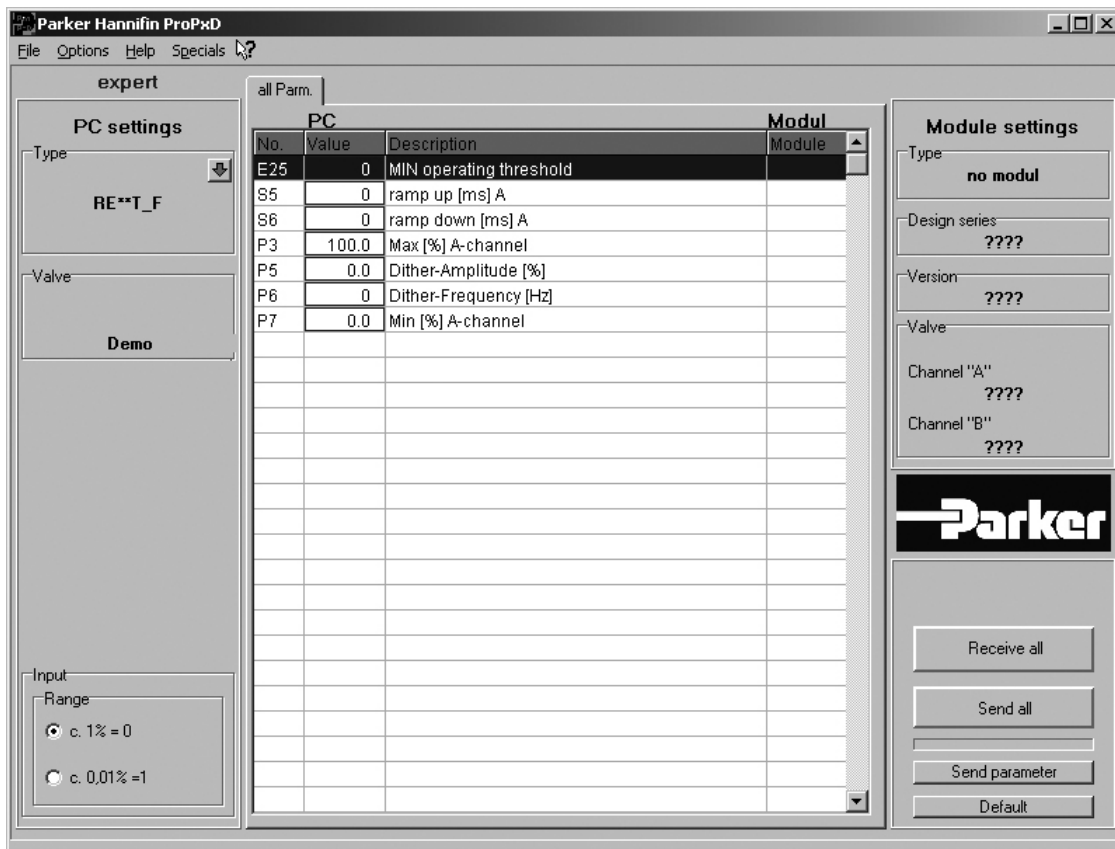 Parker Hannifin ProPxD
File Options Help Specials
expert
PC settings
Type
RE**T_F
Valve
Demo
Input
Range
c. 1% = 0
c. 0,01% =1
all Parm.
PC Modul
No. Value Description Module
E25 0 MIN operating threshold
S5 0 ramp up [ms] A
S6 0 ramp down [ms] A
P3 100.0 Max [%] A-channel
P5 0.0 Dither-Amplitude [%]
P6 0 Dither-Frequency [Hz]
P7 0.0 Min [%] A-channel
Module settings
Type
no modul
Design series
????
Version
????
Valve
Channel "A"
????
Channel "B"
????
Parker
Receive all
Send all
Send parameter
Default